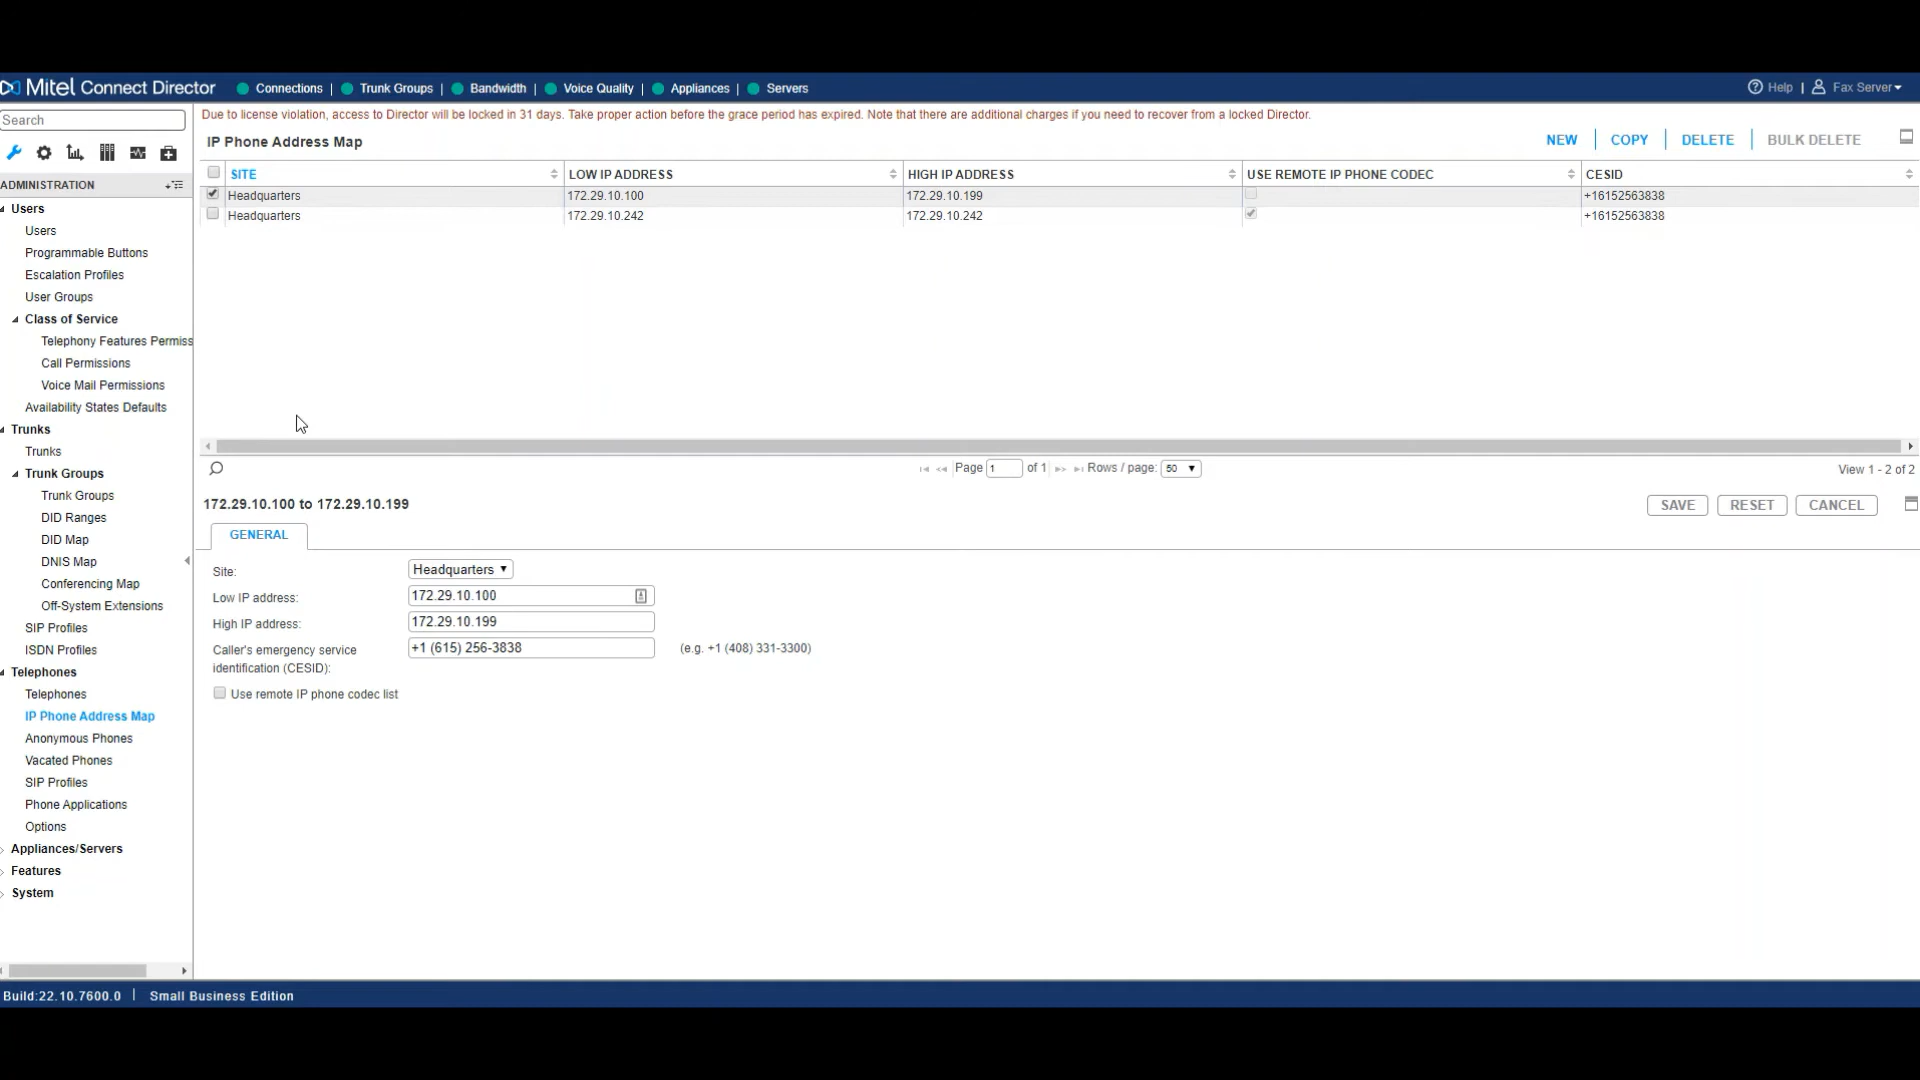 Mitel Connect Director Connections | Trunk Groups | Bandwidth | Voice Quality | Appliances | Servers Help | Fax Server
Search
Due to license violation, access to Director will be locked in 31 days. Take proper action before the grace period has expired. Note that there are additional charges if you need to recover from a locked Director.
IP Phone Address Map NEW COPY DELETE BULK DELETE
SITE LOW IP ADDRESS HIGH IP ADDRESS USE REMOTE IP PHONE CODEC CESID
Headquarters 172.29.10.100 172.29.10.199 +16152563838
Headquarters 172.29.10.242 172.29.10.242 +16152563838
Page 1 of 1 Rows / page: 50 View 1 - 2 of 2
172.29.10.100 to 172.29.10.199 SAVE RESET CANCEL
GENERAL
Site: Headquarters
Low IP address: 172.29.10.100
High IP address: 172.29.10.199
Caller's emergency service
identification (CESID): +1 (615) 256-3838 (e.g. +1 (408) 331-3300)
Use remote IP phone codec list
ADMINISTRATION
Users
Users
Programmable Buttons
Escalation Profiles
User Groups
Class of Service
Telephony Features Permiss
Call Permissions
Voice Mail Permissions
Availability States Defaults
Trunks
Trunks
Trunk Groups
Trunk Groups
DID Ranges
DID Map
DNIS Map
Conferencing Map
Off-System Extensions
SIP Profiles
ISDN Profiles
Telephones
Telephones
IP Phone Address Map
Anonymous Phones
Vacated Phones
SIP Profiles
Phone Applications
Options
Appliances/Servers
Features
System
Build:22.10.7600.0 | Small Business Edition